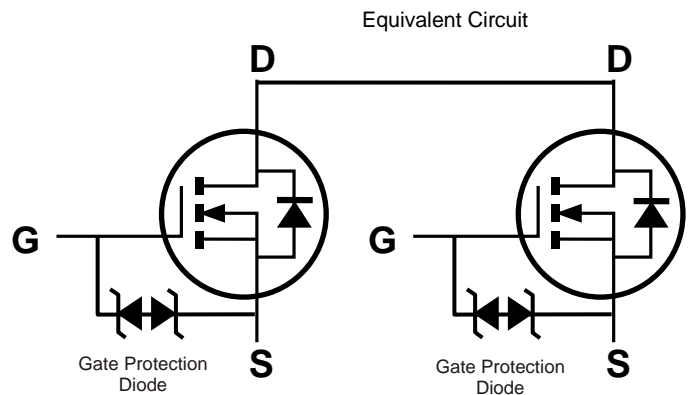 Equivalent Circuit
D D
G G
Gate Protection
Diode
S
Gate Protection
Diode
S